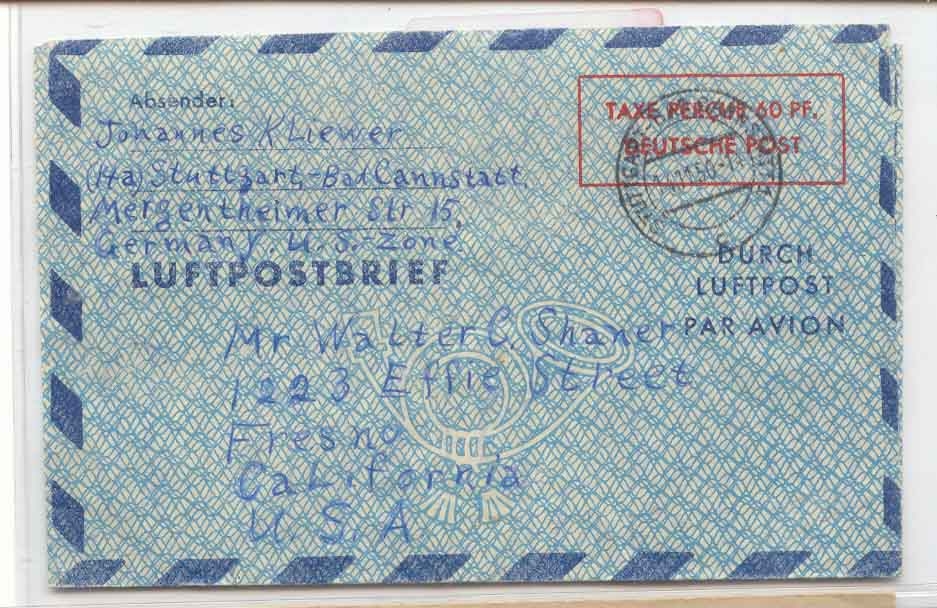 Absender:
Johannes Kliewer
(14a) Stuttgart,-Bad Cannstatt,
Mergentheimer Str 15,
Germany. U.S.-Zone
LUFTPOSTBRIEF
TAXE PERÇUE 60 PF.
DEUTSCHE POST
DURCH
LUFTPOST
PAR AVION
Mr Walter C. Shaner
1223 Effie Street
Fresno,
California
U.S.A